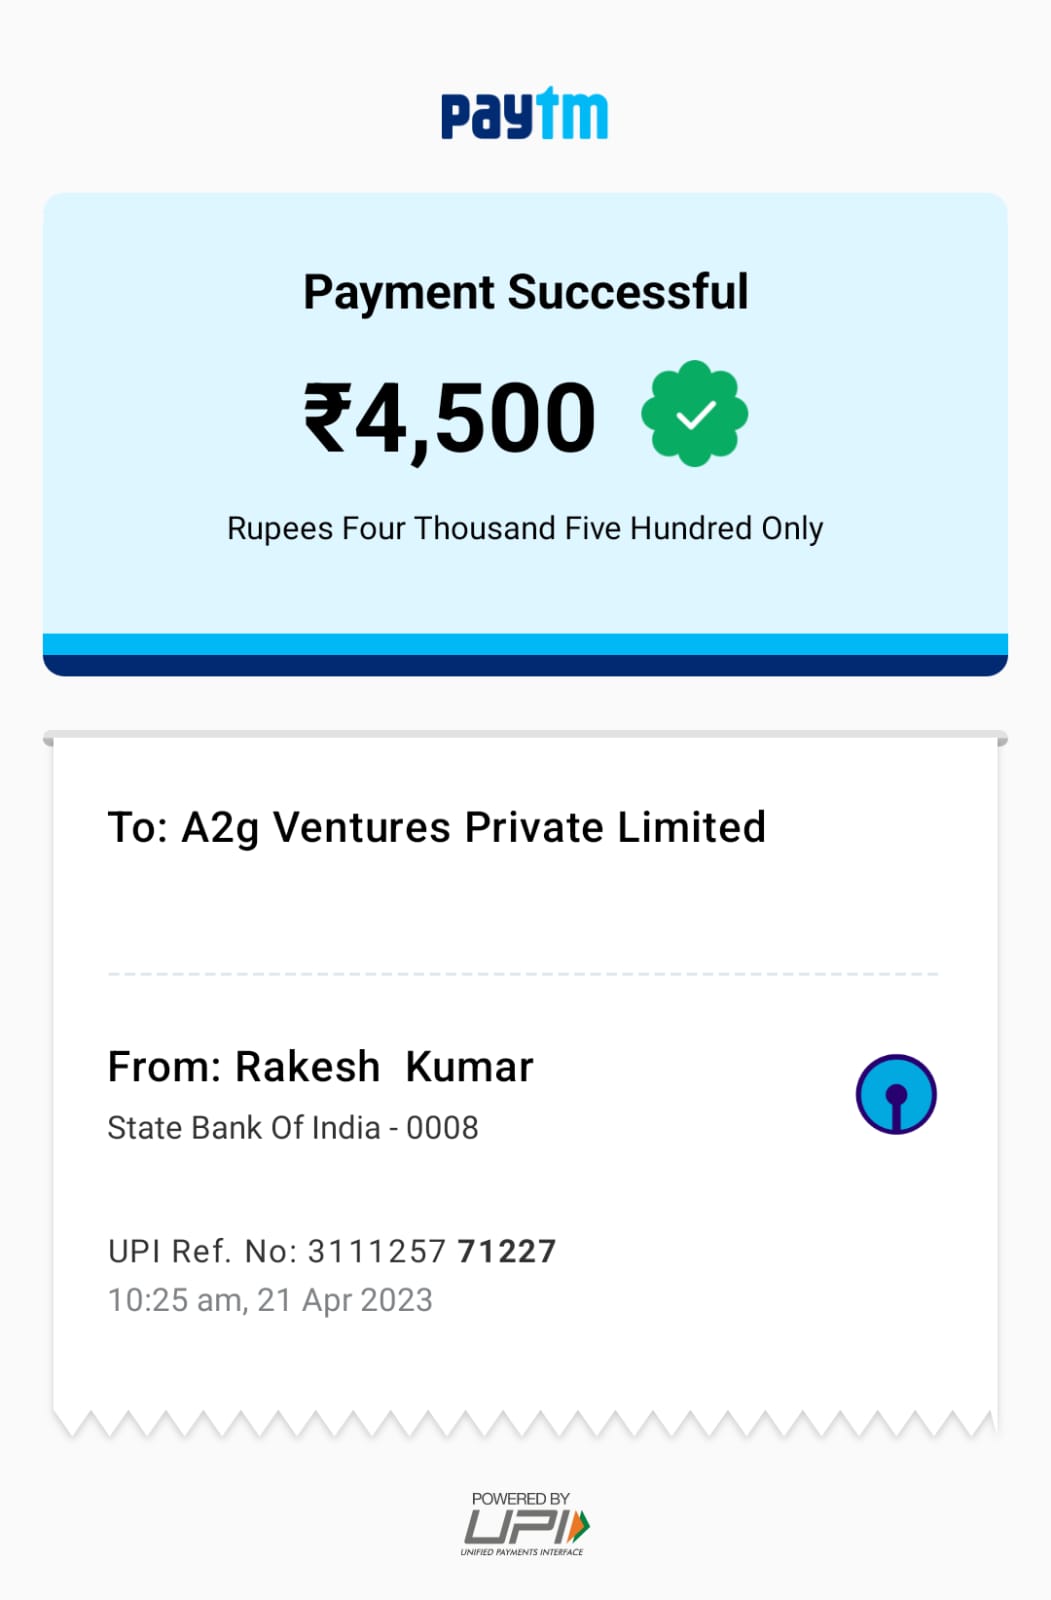 paytm
Payment Successful
₹4,500
Rupees Four Thousand Five Hundred Only
To: A2g Ventures Private Limited
From: Rakesh  Kumar
State Bank Of India - 0008
UPI Ref. No: 3111257 71227
10:25 am, 21 Apr 2023
POWERED BY
UPI
UNIFIED PAYMENTS INTERFACE